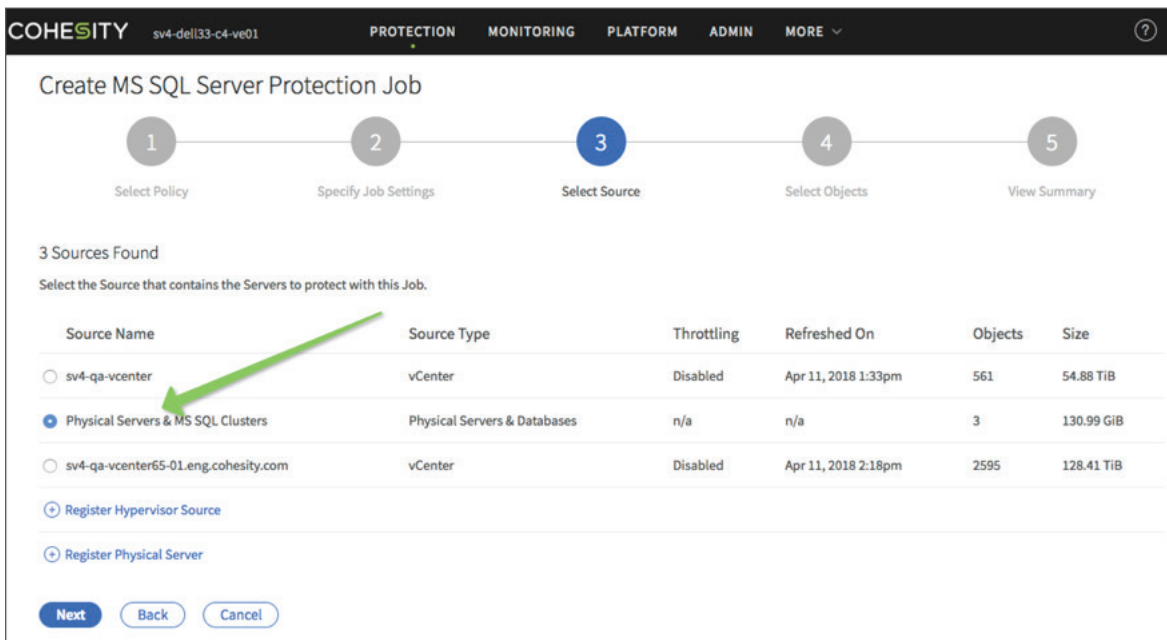 COHESITY sv4-dell33-c4-ve01 PROTECTION MONITORING PLATFORM ADMIN MORE ?
Create MS SQL Server Protection Job
1 2 3 4 5
Select Policy Specify Job Settings Select Source Select Objects View Summary
3 Sources Found
Select the Source that contains the Servers to protect with this Job.
Source Name Source Type Throttling Refreshed On Objects Size
sv4-qa-vcenter vCenter Disabled Apr 11, 2018 1:33pm 561 54.88 TiB
Physical Servers & MS SQL Clusters Physical Servers & Databases n/a n/a 3 130.99 GiB
sv4-qa-vcenter65-01.eng.cohesity.com vCenter Disabled Apr 11, 2018 2:18pm 2595 128.41 TiB
Register Hypervisor Source
Register Physical Server
Next Back Cancel